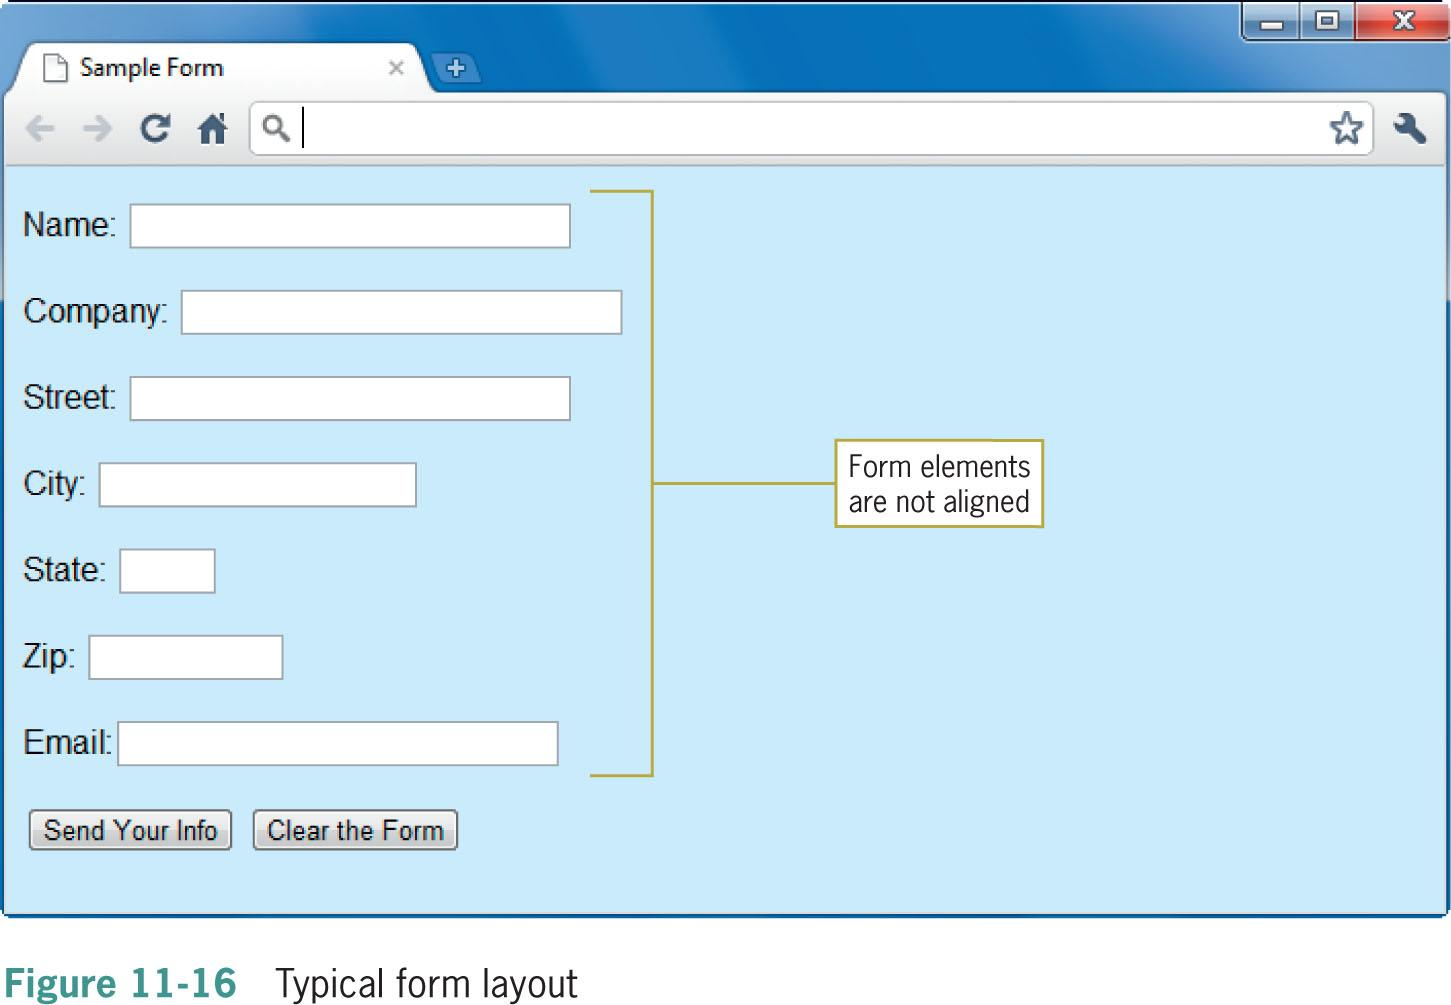 Sample Form
Name:
Company:
Street:
City:
State:
Zip:
Email:
Form elements
are not aligned
Send Your Info Clear the Form
Figure 11-16 Typical form layout